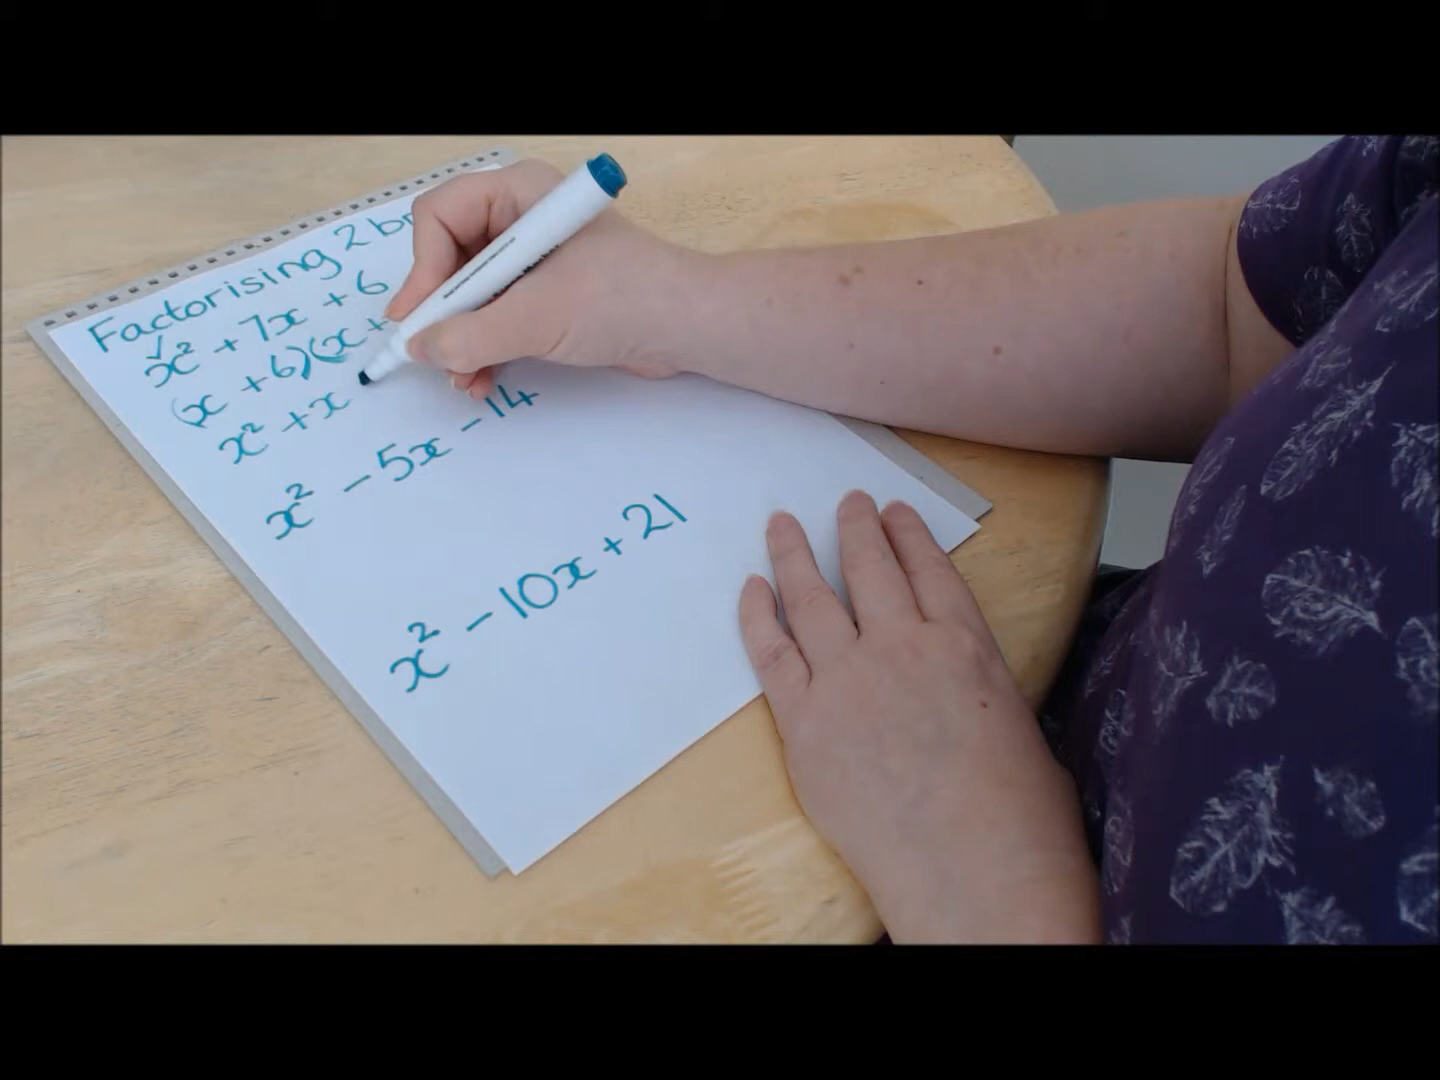 Factorising 2 br
x² + 7x + 6
(x + 6)(x +
x² + x
x² - 5x - 14
x² - 10x + 21